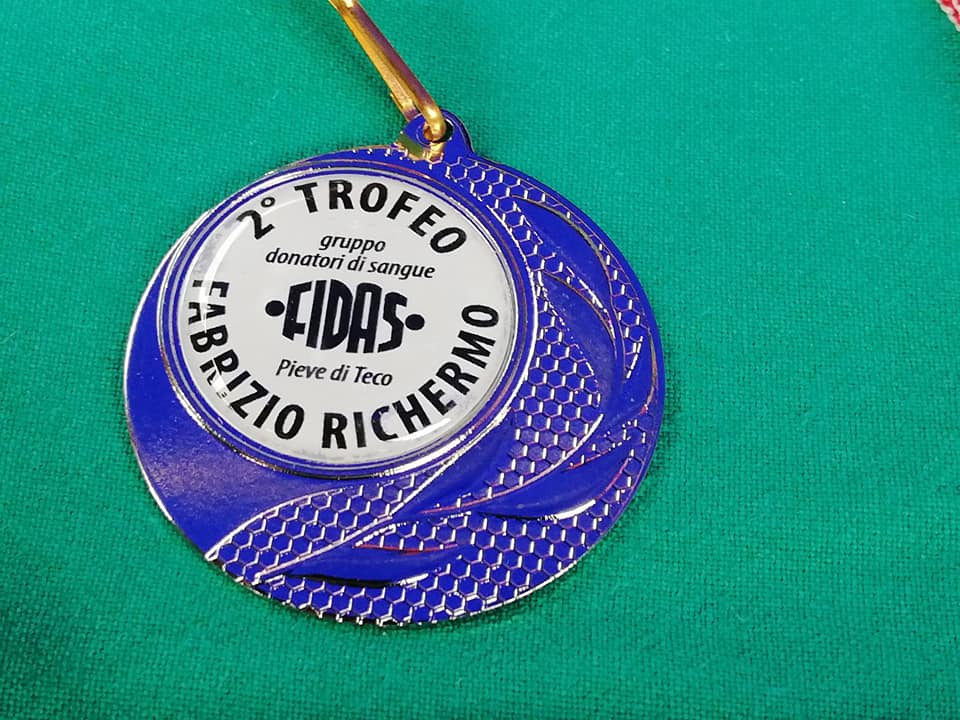 2° TROFEO
gruppo
donatori di sangue
•FIDAS•
Pieve di Teco
FABRIZIO RICHERMO